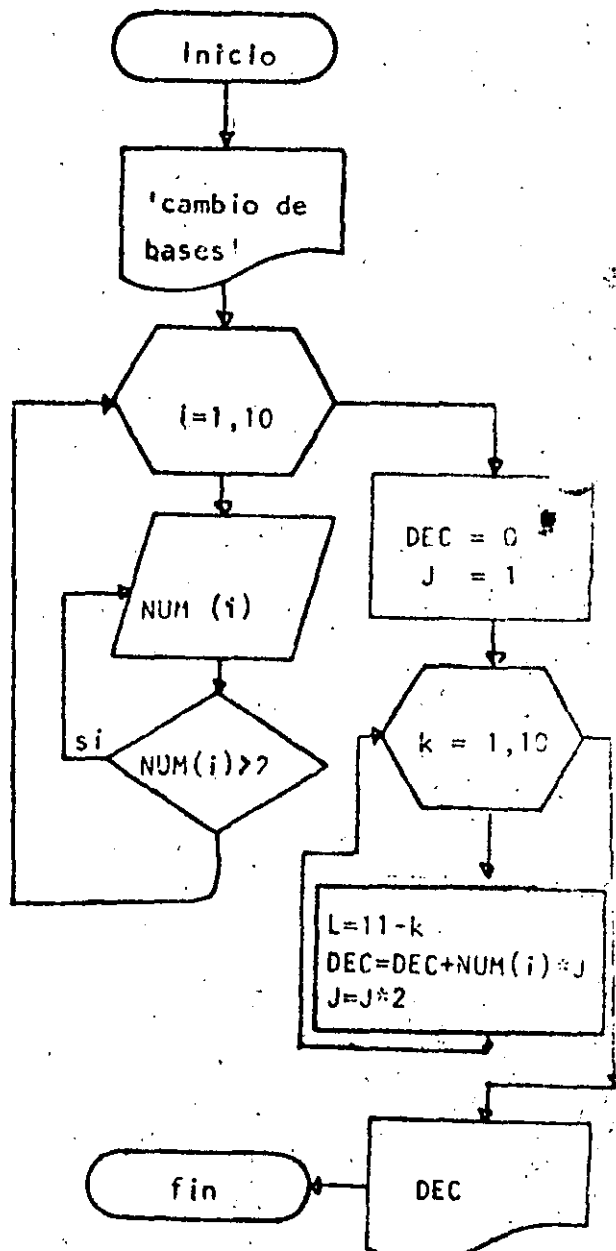 Inicio
'cambio de
bases'
i=1,10
NUM (i)
si
NUM(i)>2
DEC = 0
J = 1
k = 1,10
L=11-k
DEC=DEC+NUM(i)*J
J=J*2
DEC
fin